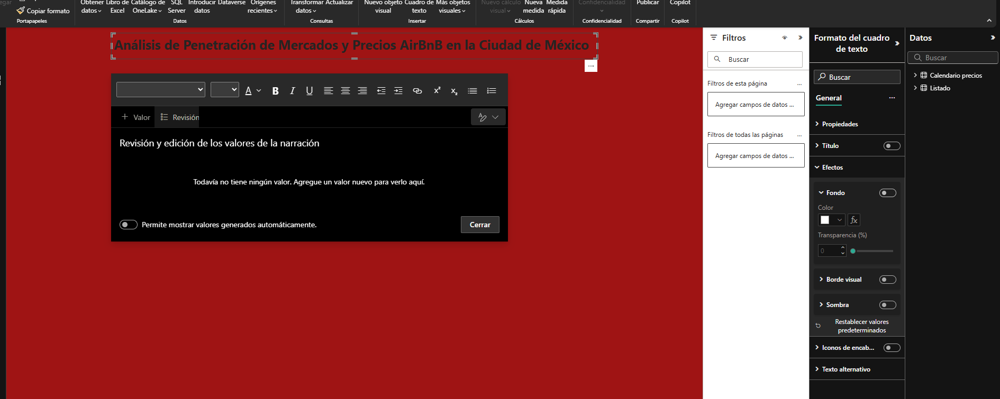 Introducir Dataverse
Obtener Libro de Catálogo de SQL Orígenes
datos Excel OneLake Server datos recientes
Transformar Actualizar
datos
Nuevo objeto Cuadro de Más objetos
visual texto visuales
Nuevo cálculo Nueva Medida
visual medida rápida
Confidencialidad
Publicar
Copilot
Copiar formato
Portapapeles
Datos
Consultas
Insertar
Cálculos
Confidencialidad
Compartir
Copilot
Análisis de Penetración de Mercados y Precios AirBnB en la Ciudad de México
...
A
B I U
x²
x₂
+ Valor
Revisión
Revisión y edición de los valores de la narración
Todavía no tiene ningún valor. Agregue un valor nuevo para verlo aquí.
Permite mostrar valores generados automáticamente.
Cerrar
Filtros
Buscar
Filtros de esta página ...
Agregar campos de datos ...
Filtros de todas las páginas ...
Agregar campos de datos ...
Formato del cuadro
de texto
Buscar
General ...
Propiedades
Título
Efectos
Fondo
Color
fx
Transparencia (%)
0
Borde visual
Sombra
Restablecer valores
predeterminados
Iconos de encab...
Texto alternativo
Datos
Buscar
Calendario precios
Listado